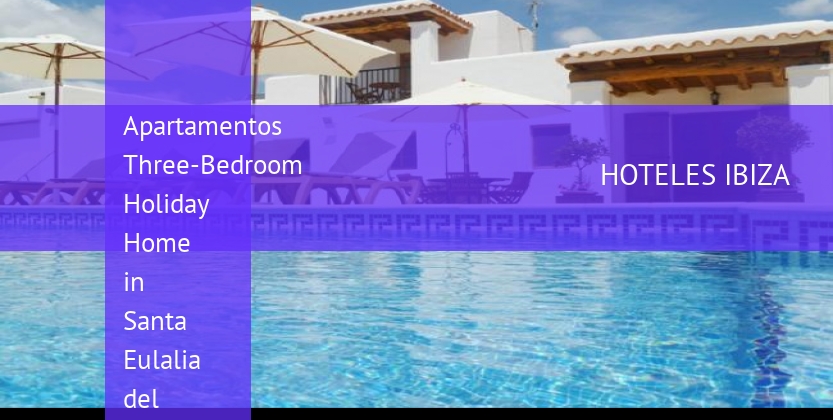 Apartamentos
Three-Bedroom
Holiday
Home
in
Santa
Eulalia
del
HOTELES IBIZA